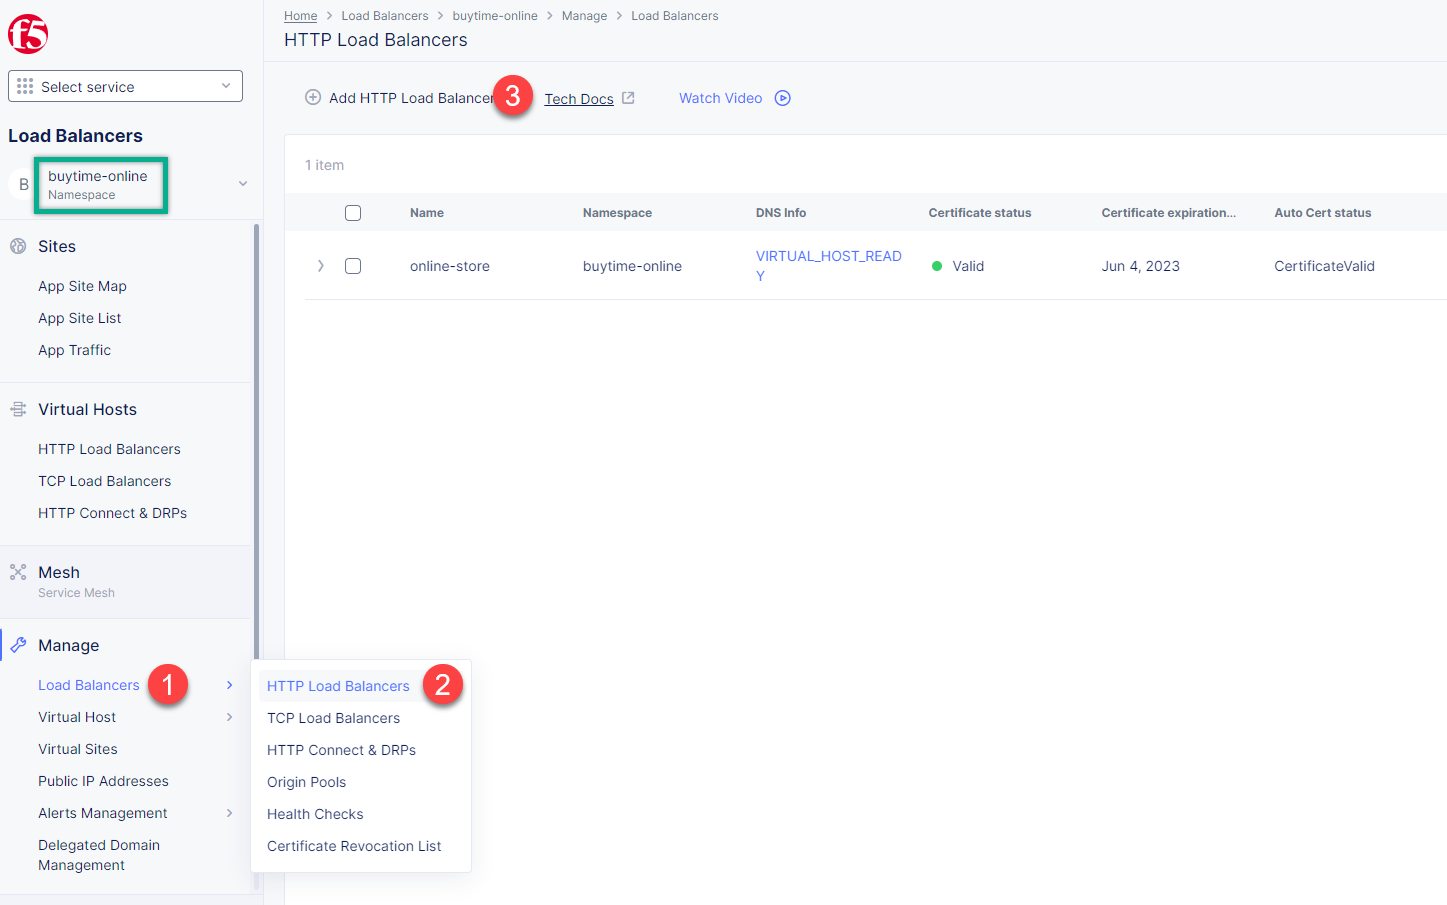 f5
Select service
Load Balancers
B
buytime-online
Namespace
Sites
App Site Map
App Site List
App Traffic
Virtual Hosts
HTTP Load Balancers
TCP Load Balancers
HTTP Connect & DRPs
Mesh
Service Mesh
Manage
Load Balancers 1
Virtual Host
Virtual Sites
Public IP Addresses
Alerts Management
Delegated Domain
Management
HTTP Load Balancers 2
TCP Load Balancers
HTTP Connect & DRPs
Origin Pools
Health Checks
Certificate Revocation List
Home > Load Balancers > buytime-online > Manage > Load Balancers
HTTP Load Balancers
Add HTTP Load Balancer 3 Tech Docs Watch Video
1 item
Name Namespace DNS Info Certificate status Certificate expiration... Auto Cert status
online-store buytime-online VIRTUAL_HOST_READ Valid Jun 4, 2023 CertificateValid
Y